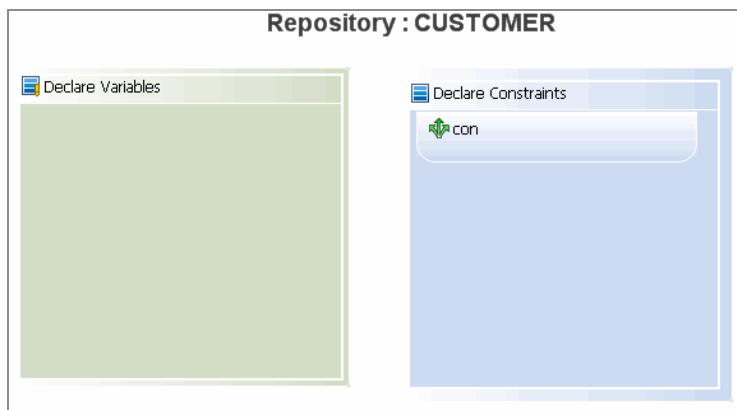 Repository : CUSTOMER
Declare Variables
Declare Constraints
con